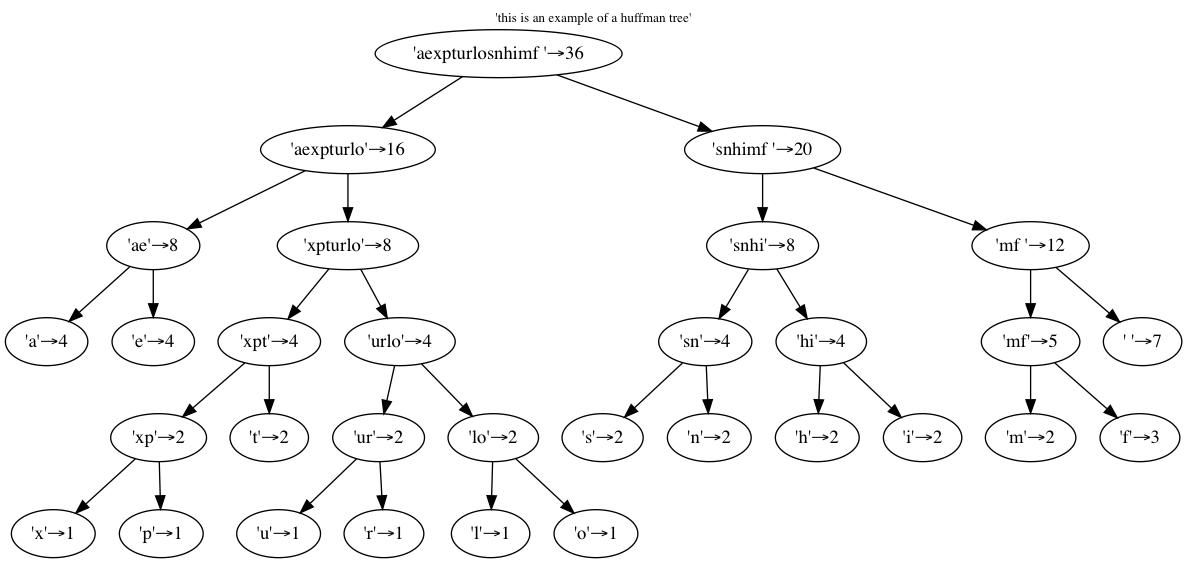 'this is an example of a huffman tree'
'aexpturlosnhimf '→36
'aexpturlo'→16
'snhimf '→20
'ae'→8
'xpturlo'→8
'snhi'→8
'mf '→12
'a'→4
'e'→4
'xpt'→4
'urlo'→4
'sn'→4
'hi'→4
'mf'→5
' '→7
'xp'→2
't'→2
'ur'→2
'lo'→2
's'→2
'n'→2
'h'→2
'i'→2
'm'→2
'f'→3
'x'→1
'p'→1
'u'→1
'r'→1
'l'→1
'o'→1